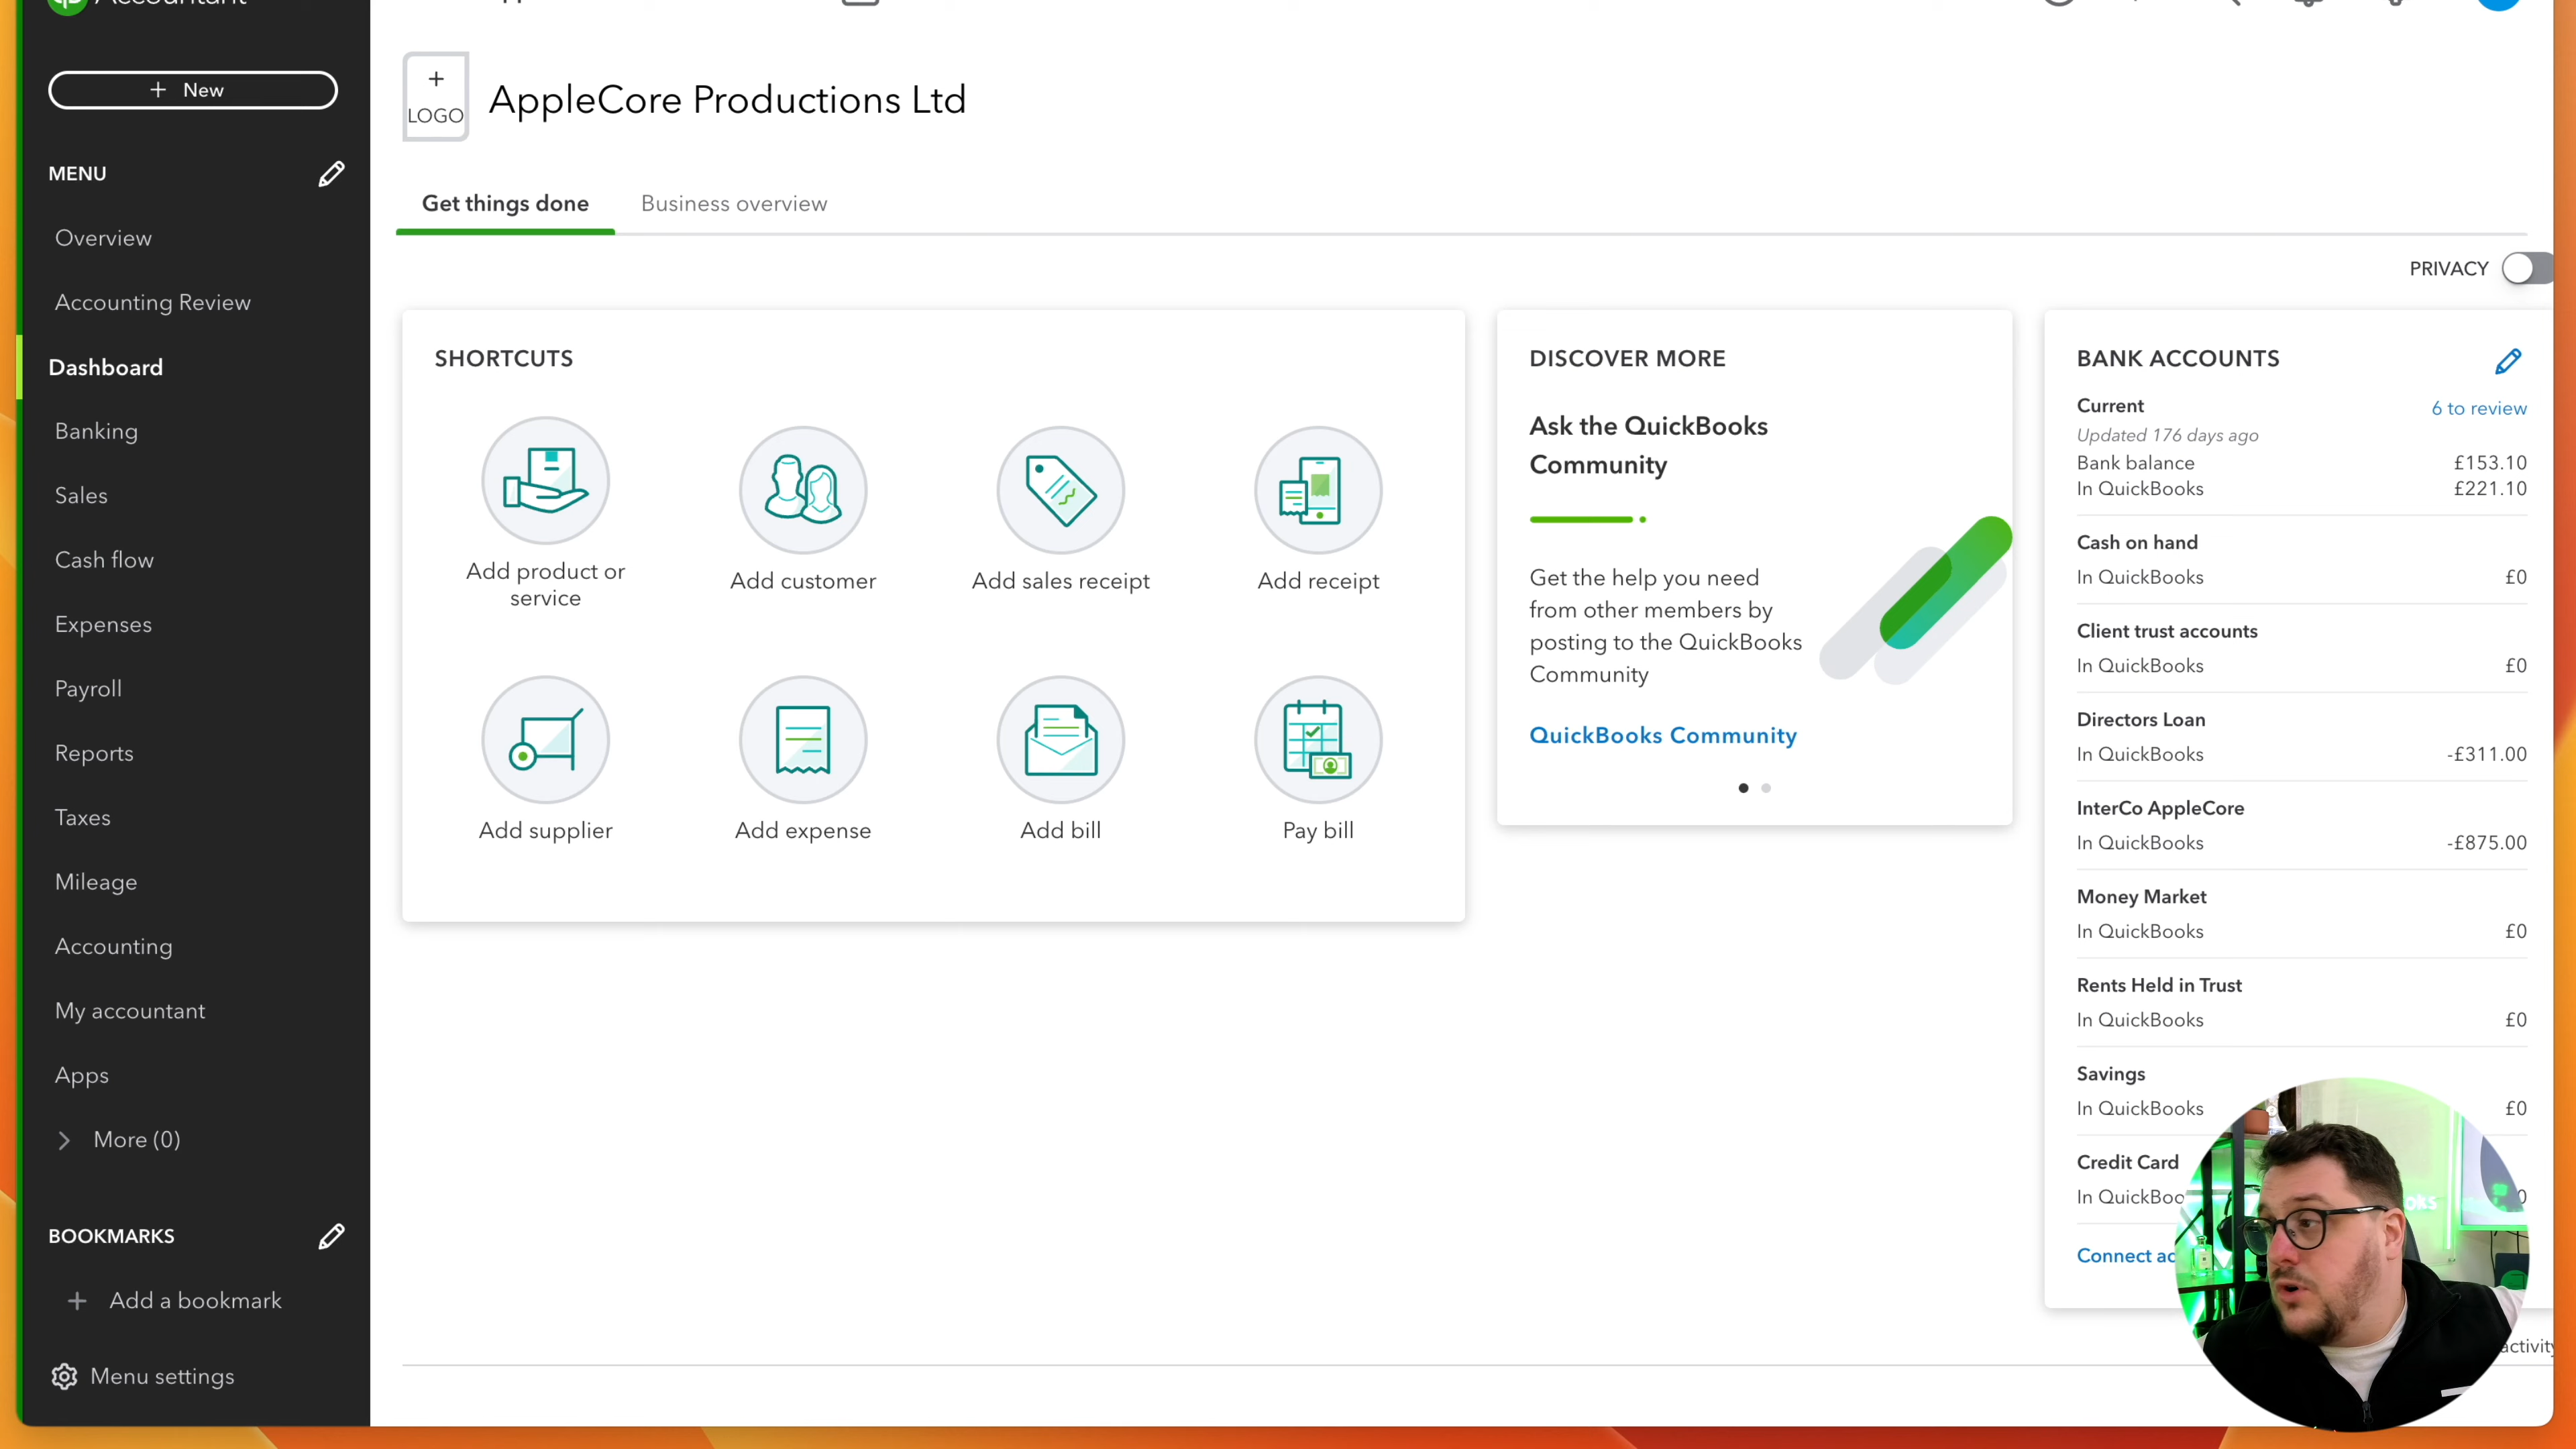 Accountant
+ New
MENU
Overview
Accounting Review
Dashboard
Banking
Sales
Cash flow
Expenses
Payroll
Reports
Taxes
Mileage
Accounting
My accountant
Apps
More (0)
BOOKMARKS
+ Add a bookmark
Menu settings
+
LOGO
AppleCore Productions Ltd
Get things done
Business overview
PRIVACY
SHORTCUTS
Add product or
service
Add customer
Add sales receipt
Add receipt
Add supplier
Add expense
Add bill
Pay bill
DISCOVER MORE
Ask the QuickBooks
Community
Get the help you need
from other members by
posting to the QuickBooks
Community
QuickBooks Community
BANK ACCOUNTS
Current 6 to review
Updated 176 days ago
Bank balance £153.10
In QuickBooks £221.10
Cash on hand
In QuickBooks £0
Client trust accounts
In QuickBooks £0
Directors Loan
In QuickBooks -£311.00
InterCo AppleCore
In QuickBooks -£875.00
Money Market
In QuickBooks £0
Rents Held in Trust
In QuickBooks £0
Savings
In QuickBooks £0
Credit Card
In QuickBoo
Connect ac
activity